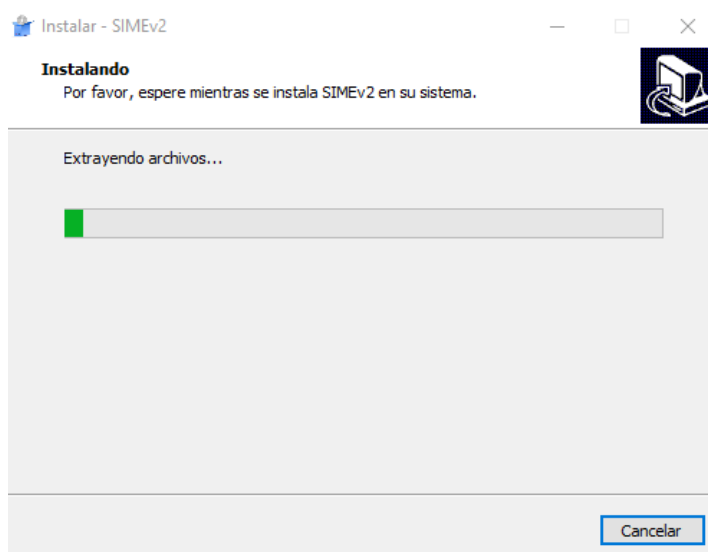 Instalar - SIMEv2
Instalando
Por favor, espere mientras se instala SIMEv2 en su sistema.
Extrayendo archivos...
Cancelar